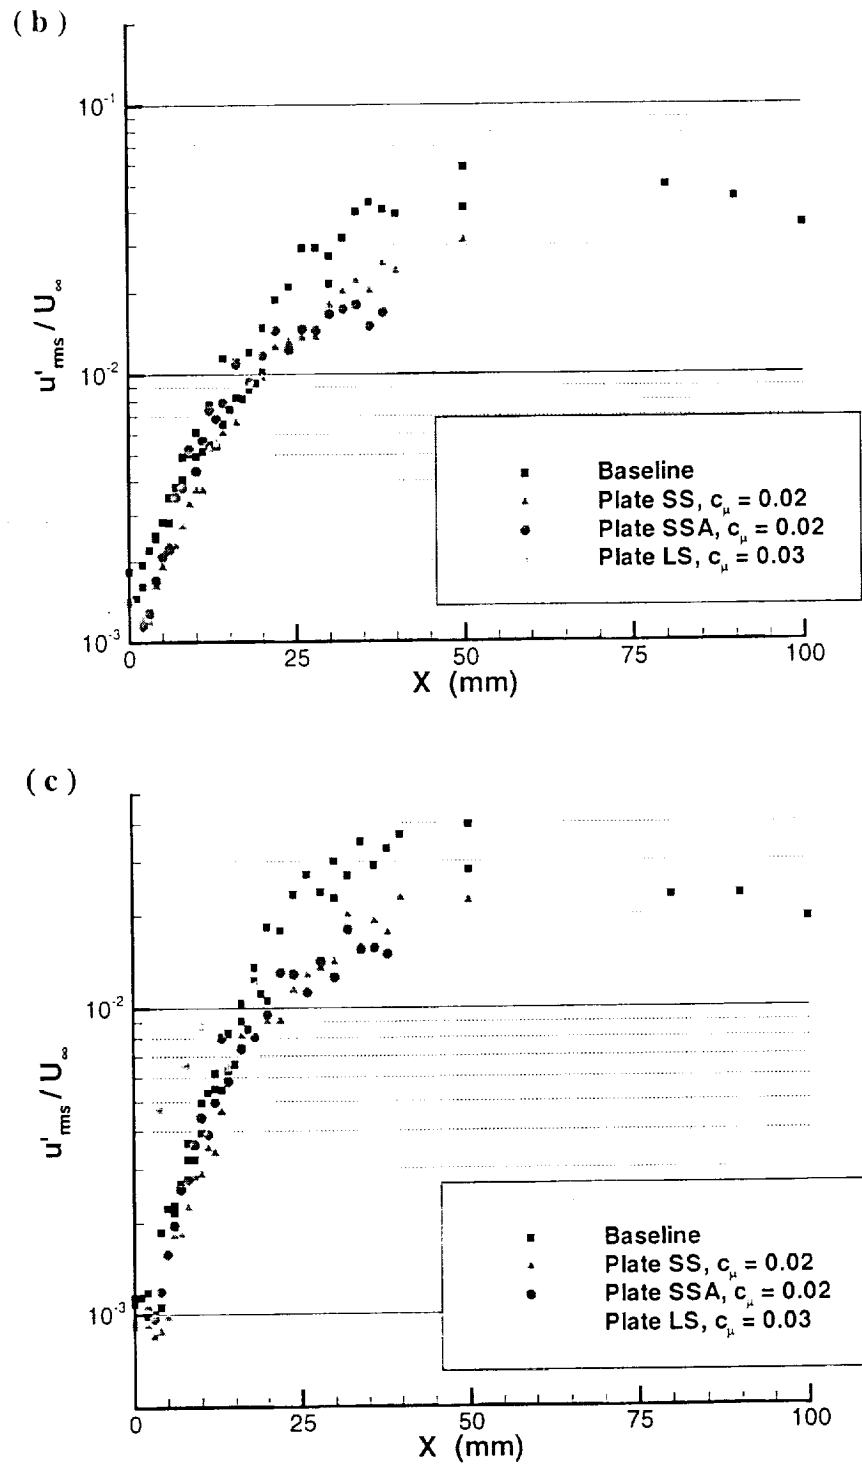 (b)
10⁻¹
u'rms / U∞
10⁻²
Baseline
Plate SS, cμ = 0.02
Plate SSA, cμ = 0.02
Plate LS, cμ = 0.03
10⁻³
0 25 50 75 100
X (mm)
(c)
u'rms / U∞
10⁻²
Baseline
Plate SS, cμ = 0.02
Plate SSA, cμ = 0.02
Plate LS, cμ = 0.03
10⁻³
0 25 50 75 100
X (mm)